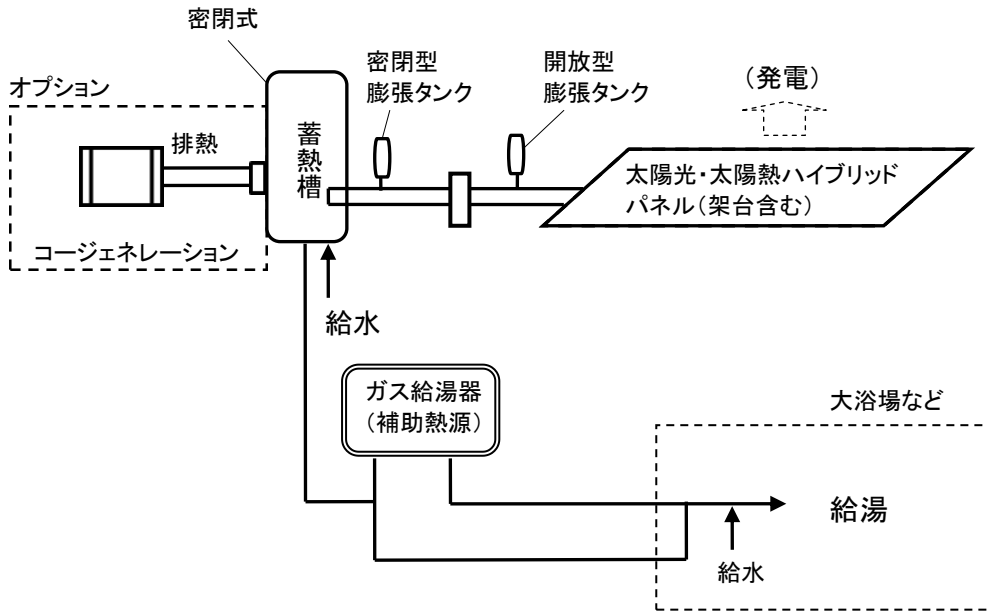 密閉式
オプション
密閉型
膨張タンク
開放型
膨張タンク
（発電）
排熱
蓄熱槽
太陽光・太陽熱ハイブリッド
パネル（架台含む）
コージェネレーション
給水
ガス給湯器
（補助熱源）
大浴場など
給湯
給水